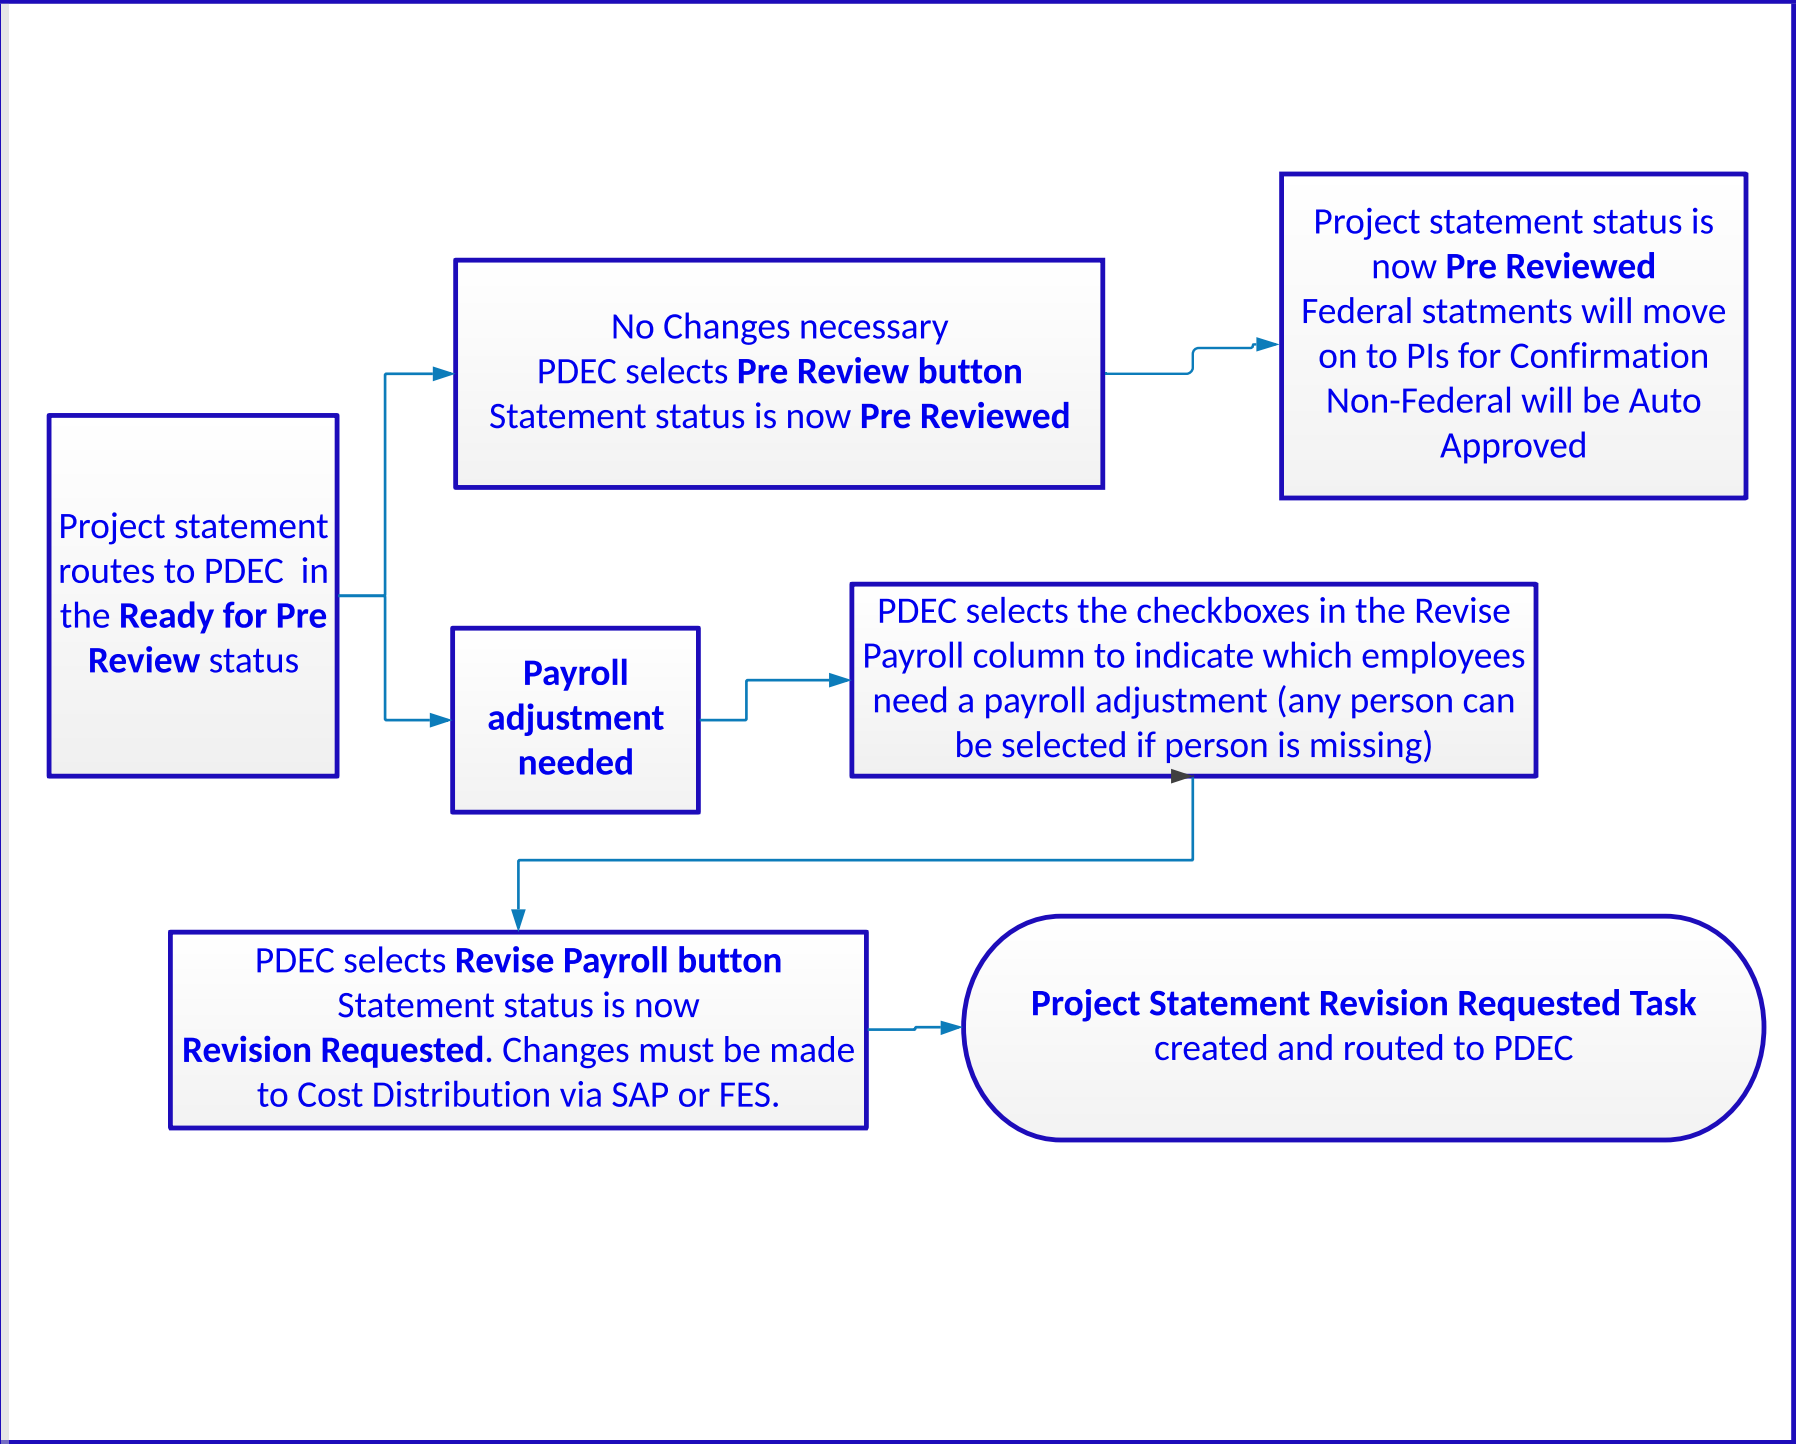 Project statement
routes to PDEC  in
the Ready for Pre
Review status
No Changes necessary
PDEC selects Pre Review button
Statement status is now Pre Reviewed
Project statement status is
now Pre Reviewed
Federal statments will move
on to PIs for Confirmation
Non-Federal will be Auto
Approved
Payroll
adjustment
needed
PDEC selects the checkboxes in the Revise
Payroll column to indicate which employees
need a payroll adjustment (any person can
be selected if person is missing)
PDEC selects Revise Payroll button
Statement status is now
Revision Requested. Changes must be made
to Cost Distribution via SAP or FES.
Project Statement Revision Requested Task
created and routed to PDEC